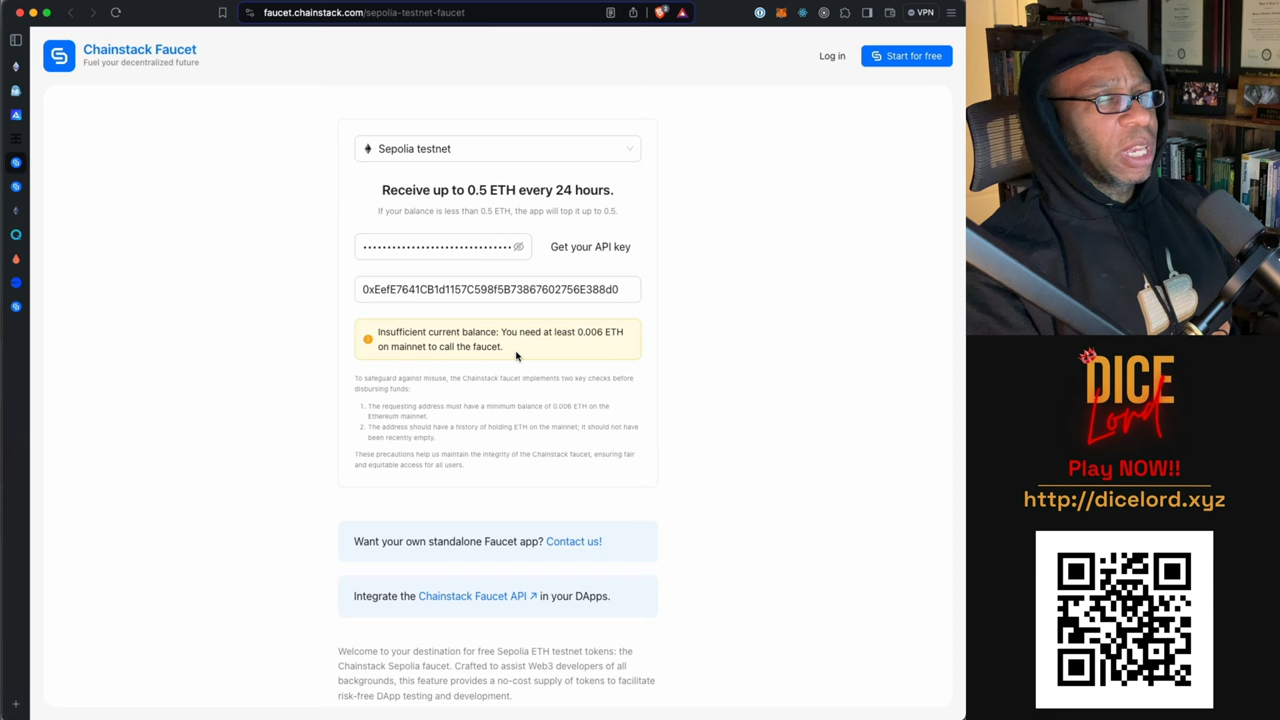 faucet.chainstack.com/sepolia-testnet-faucet
VPN
Chainstack Faucet
Fuel your decentralized future
Log in
Start for free
Sepolia testnet
Receive up to 0.5 ETH every 24 hours.
If your balance is less than 0.5 ETH, the app will top it up to 0.5.
Get your API key
0xEefE7641CB1d1157C598f5B73867602756E388d0
Insufficient current balance: You need at least 0.006 ETH
on mainnet to call the faucet.
To safeguard against misuse, the Chainstack faucet implements two key checks before
disbursing funds:
1. The requesting address must have a minimum balance of 0.006 ETH on the
Ethereum mainnet.
2. The address should have a history of holding ETH on the mainnet; it should not have
been recently empty.
These precautions help us maintain the integrity of the Chainstack faucet, ensuring fair
and equitable access for all users.
Want your own standalone Faucet app? Contact us!
Integrate the Chainstack Faucet API ↗ in your DApps.
Welcome to your destination for free Sepolia ETH testnet tokens: the
Chainstack Sepolia faucet. Crafted to assist Web3 developers of all
backgrounds, this feature provides a no-cost supply of tokens to facilitate
risk-free DApp testing and development.
DICE
Lord
Play NOW!!
http://dicelord.xyz